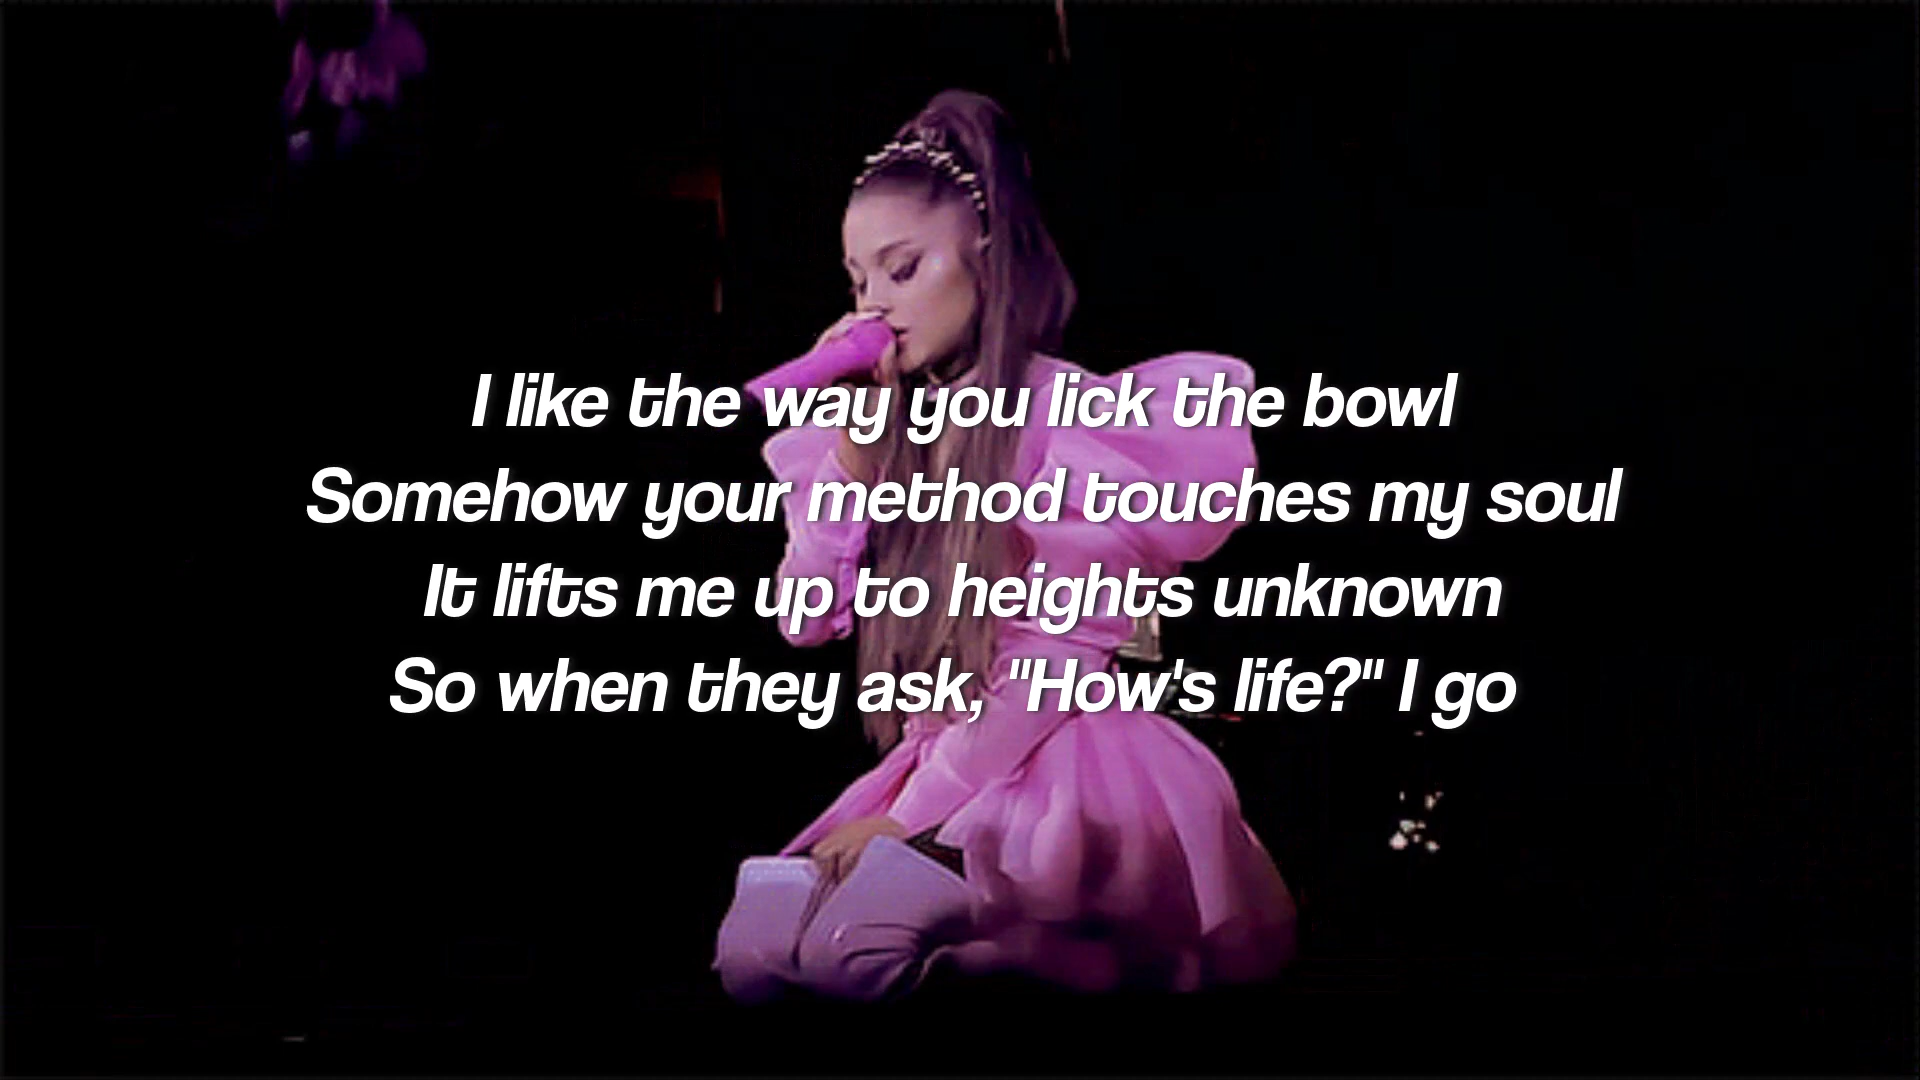 I like the way you lick the bowl
Somehow your method touches my soul
It lifts me up to heights unknown
So when they ask, "How's life?" I go